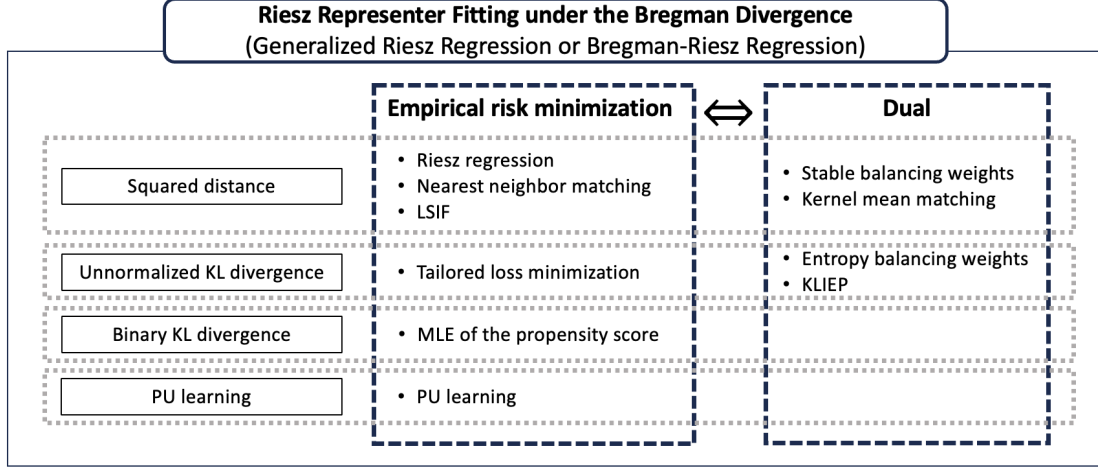 Riesz Representer Fitting under the Bregman Divergence
(Generalized Riesz Regression or Bregman-Riesz Regression)
Empirical risk minimization
⇔
Dual
Squared distance
• Riesz regression
• Nearest neighbor matching
• LSIF
• Stable balancing weights
• Kernel mean matching
Unnormalized KL divergence
• Tailored loss minimization
• Entropy balancing weights
• KLIEP
Binary KL divergence
• MLE of the propensity score
PU learning
• PU learning